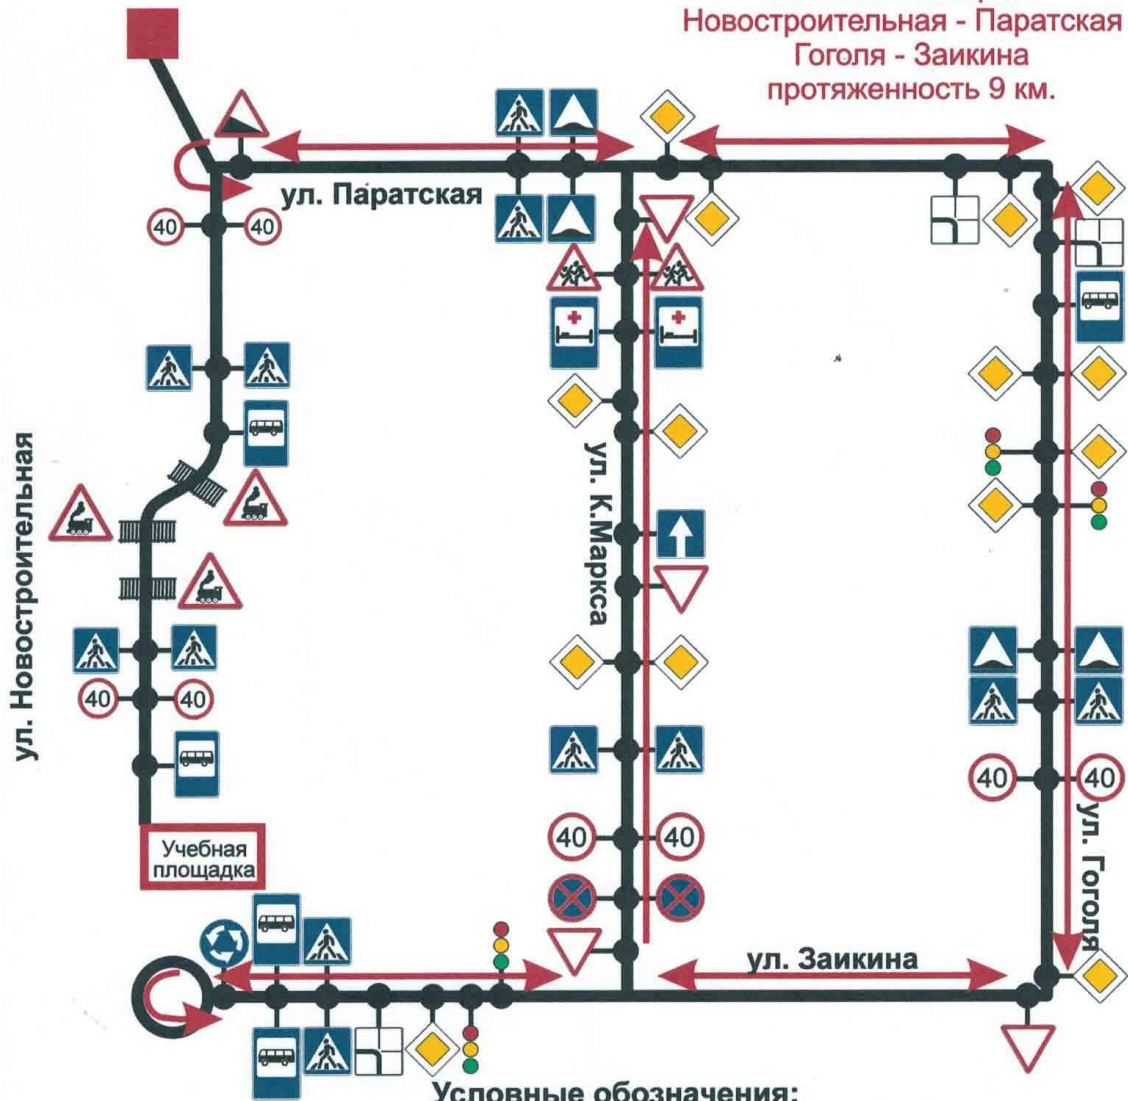 Новостроительная - Паратская
Гоголя - Заикина
протяженность 9 км.
ул. Паратская
40
40
ул. Новостроительная
ул. К.Маркса
40
40
40
40
40
40
ул. Гоголя
Учебная
площадка
ул. Заикина
Условные обозначения: